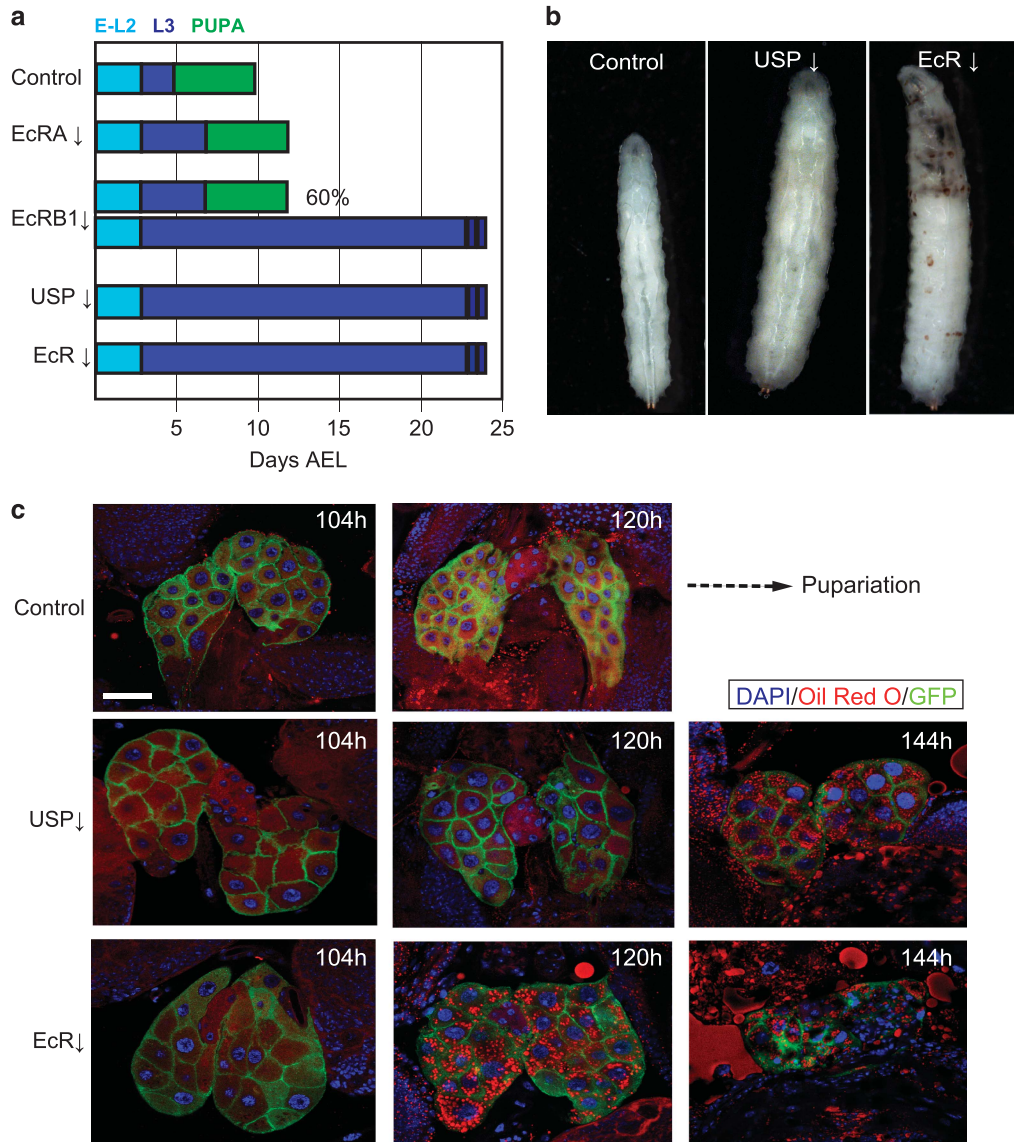 a
E-L2 L3 PUPA
Control
EcRA ↓
60%
EcRB1↓
USP ↓
EcR ↓
5 10 15 20 25
Days AEL
b
Control
USP ↓
EcR ↓
c
104h
120h
Control
Pupariation
DAPI/Oil Red O/GFP
104h
120h
144h
USP↓
104h
120h
144h
EcR↓